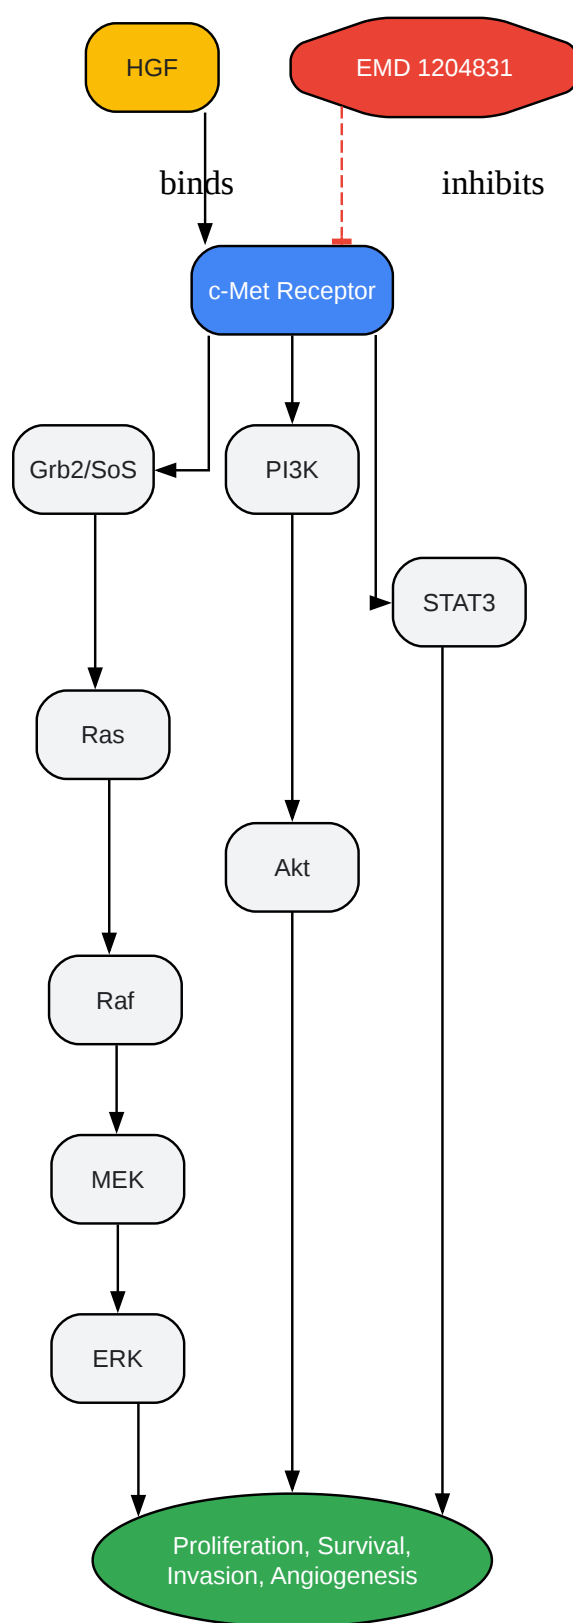 HGF
EMD 1204831
binds
inhibits
c-Met Receptor
Grb2/SoS
PI3K
STAT3
Ras
Akt
Raf
MEK
ERK
Proliferation, Survival,
Invasion, Angiogenesis